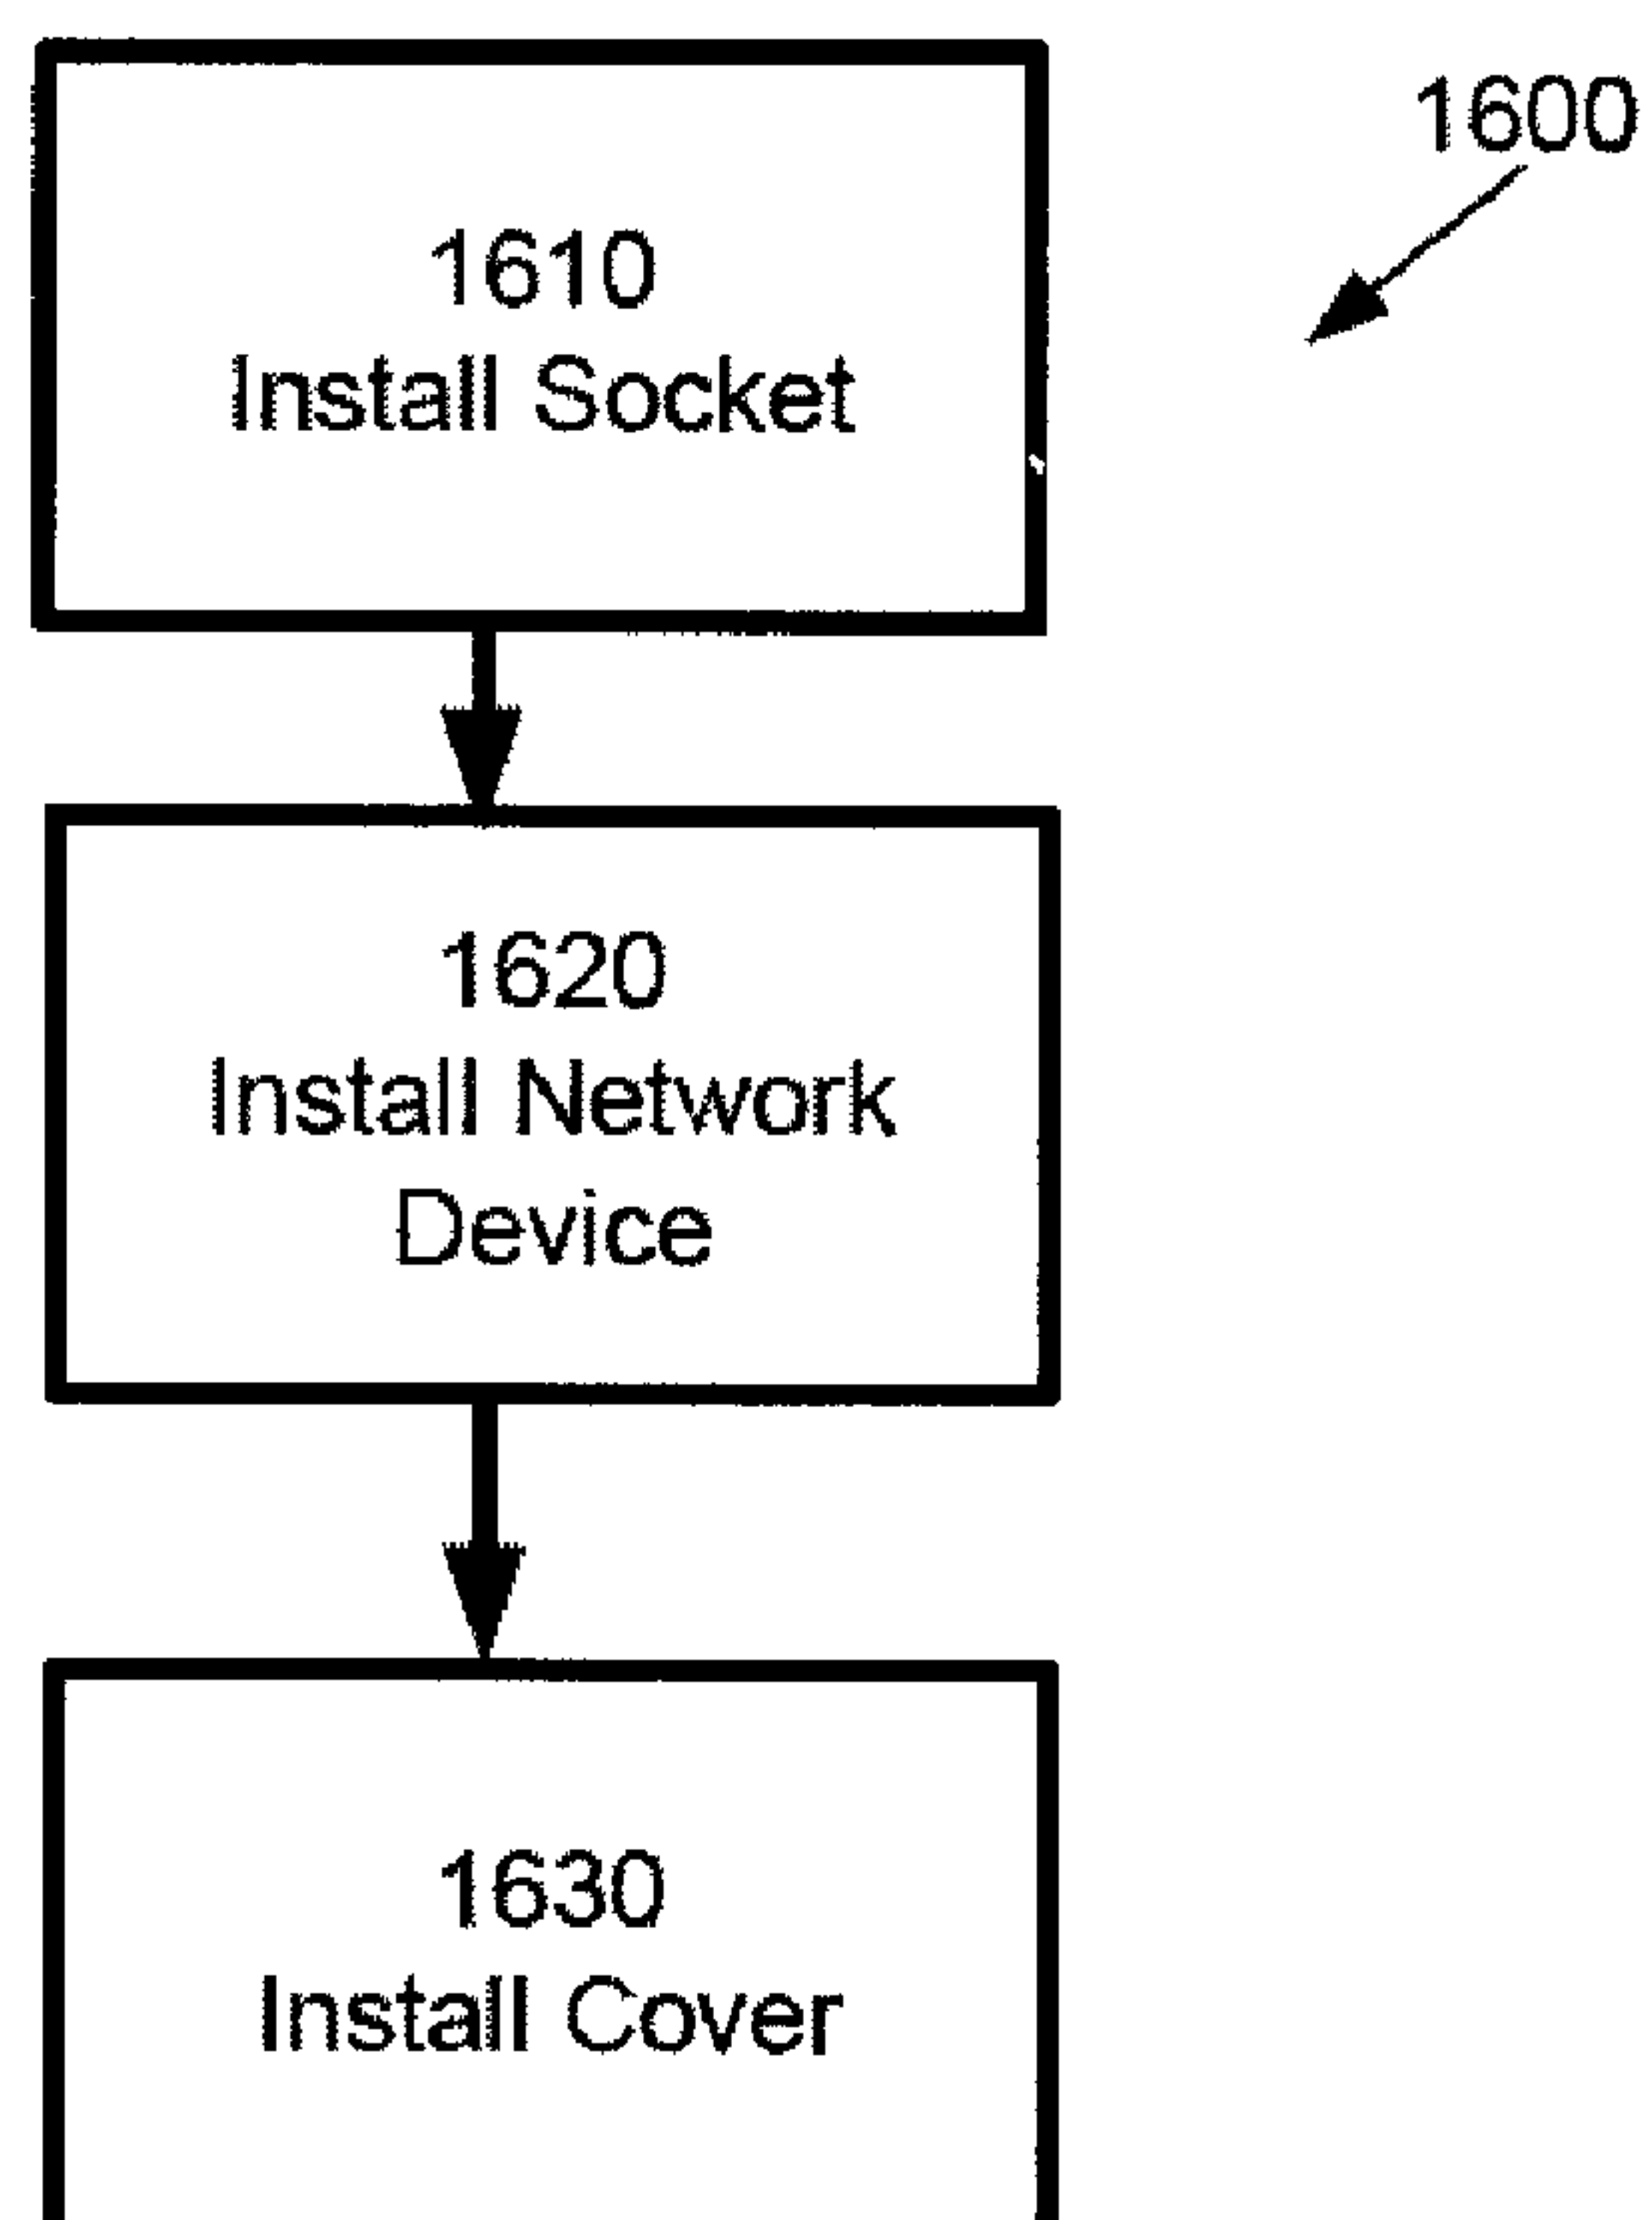 1600
1610
Install Socket
1620
Install Network
Device
1630
Install Cover